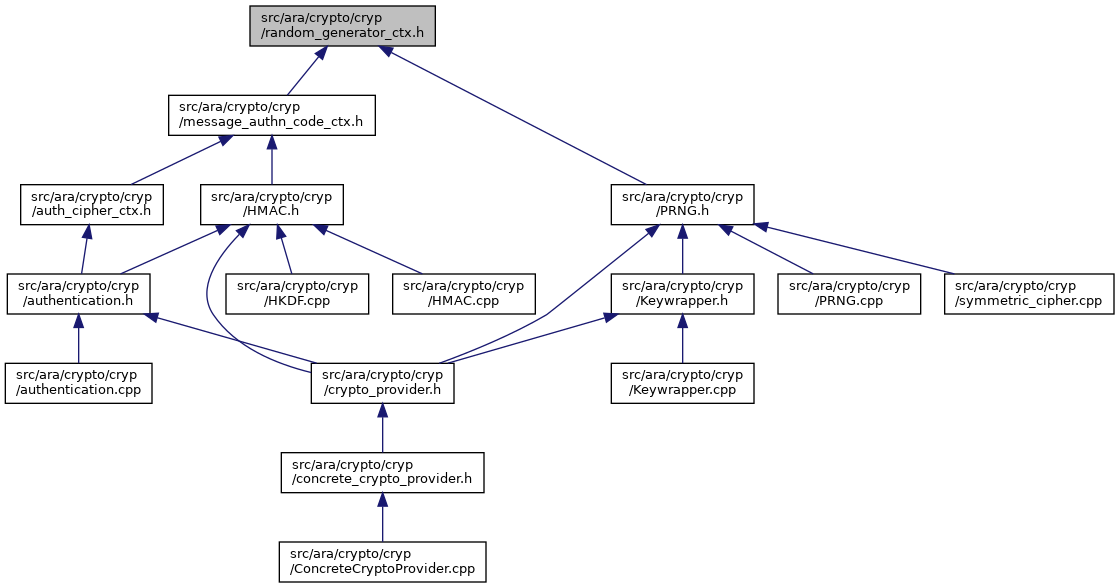 src/ara/crypto/cryp
/random_generator_ctx.h
src/ara/crypto/cryp
/message_authn_code_ctx.h
src/ara/crypto/cryp
/auth_cipher_ctx.h
src/ara/crypto/cryp
/HMAC.h
src/ara/crypto/cryp
/PRNG.h
src/ara/crypto/cryp
/authentication.h
src/ara/crypto/cryp
/HKDF.cpp
src/ara/crypto/cryp
/HMAC.cpp
src/ara/crypto/cryp
/Keywrapper.h
src/ara/crypto/cryp
/PRNG.cpp
src/ara/crypto/cryp
/symmetric_cipher.cpp
src/ara/crypto/cryp
/authentication.cpp
src/ara/crypto/cryp
/crypto_provider.h
src/ara/crypto/cryp
/Keywrapper.cpp
src/ara/crypto/cryp
/concrete_crypto_provider.h
src/ara/crypto/cryp
/ConcreteCryptoProvider.cpp